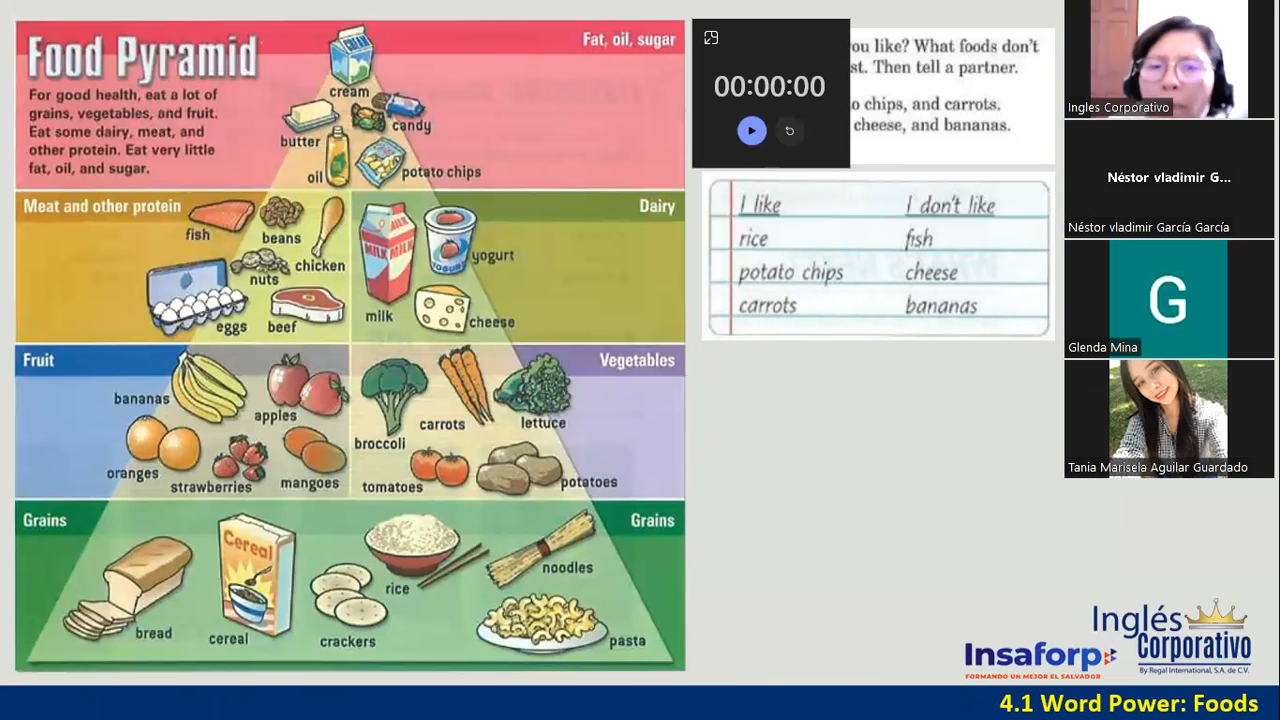 Food Pyramid
For good health, eat a lot of
grains, vegetables, and fruit.
Eat some dairy, meat, and
other protein. Eat very little
fat, oil, and sugar.
Fat, oil, sugar
CREAM
cream
butter
candy
oil
potato chips
Meat and other protein
Dairy
fish
beans
chicken
nuts
eggs
beef
MILK
MILK
MILK
YOGURT
milk
yogurt
cheese
Fruit
Vegetables
bananas
apples
oranges
strawberries
mangoes
broccoli
carrots
lettuce
tomatoes
potatoes
Grains
Grains
Cereal
bread
cereal
crackers
rice
noodles
pasta
00:00:00
you like? What foods don't
st. Then tell a partner.
o chips, and carrots.
cheese, and bananas.
I like I don't like
rice fish
potato chips cheese
carrots bananas
Ingles Corporativo
Néstor vladimir G...
Néstor vladimir García García
G
Glenda Mina
Tania Marisela Aguilar Guardado
Insaforp
FORMANDO UN MEJOR EL SALVADOR
Inglés
Corporativo
By Regal International, S.A. de C.V.
4.1 Word Power: Foods